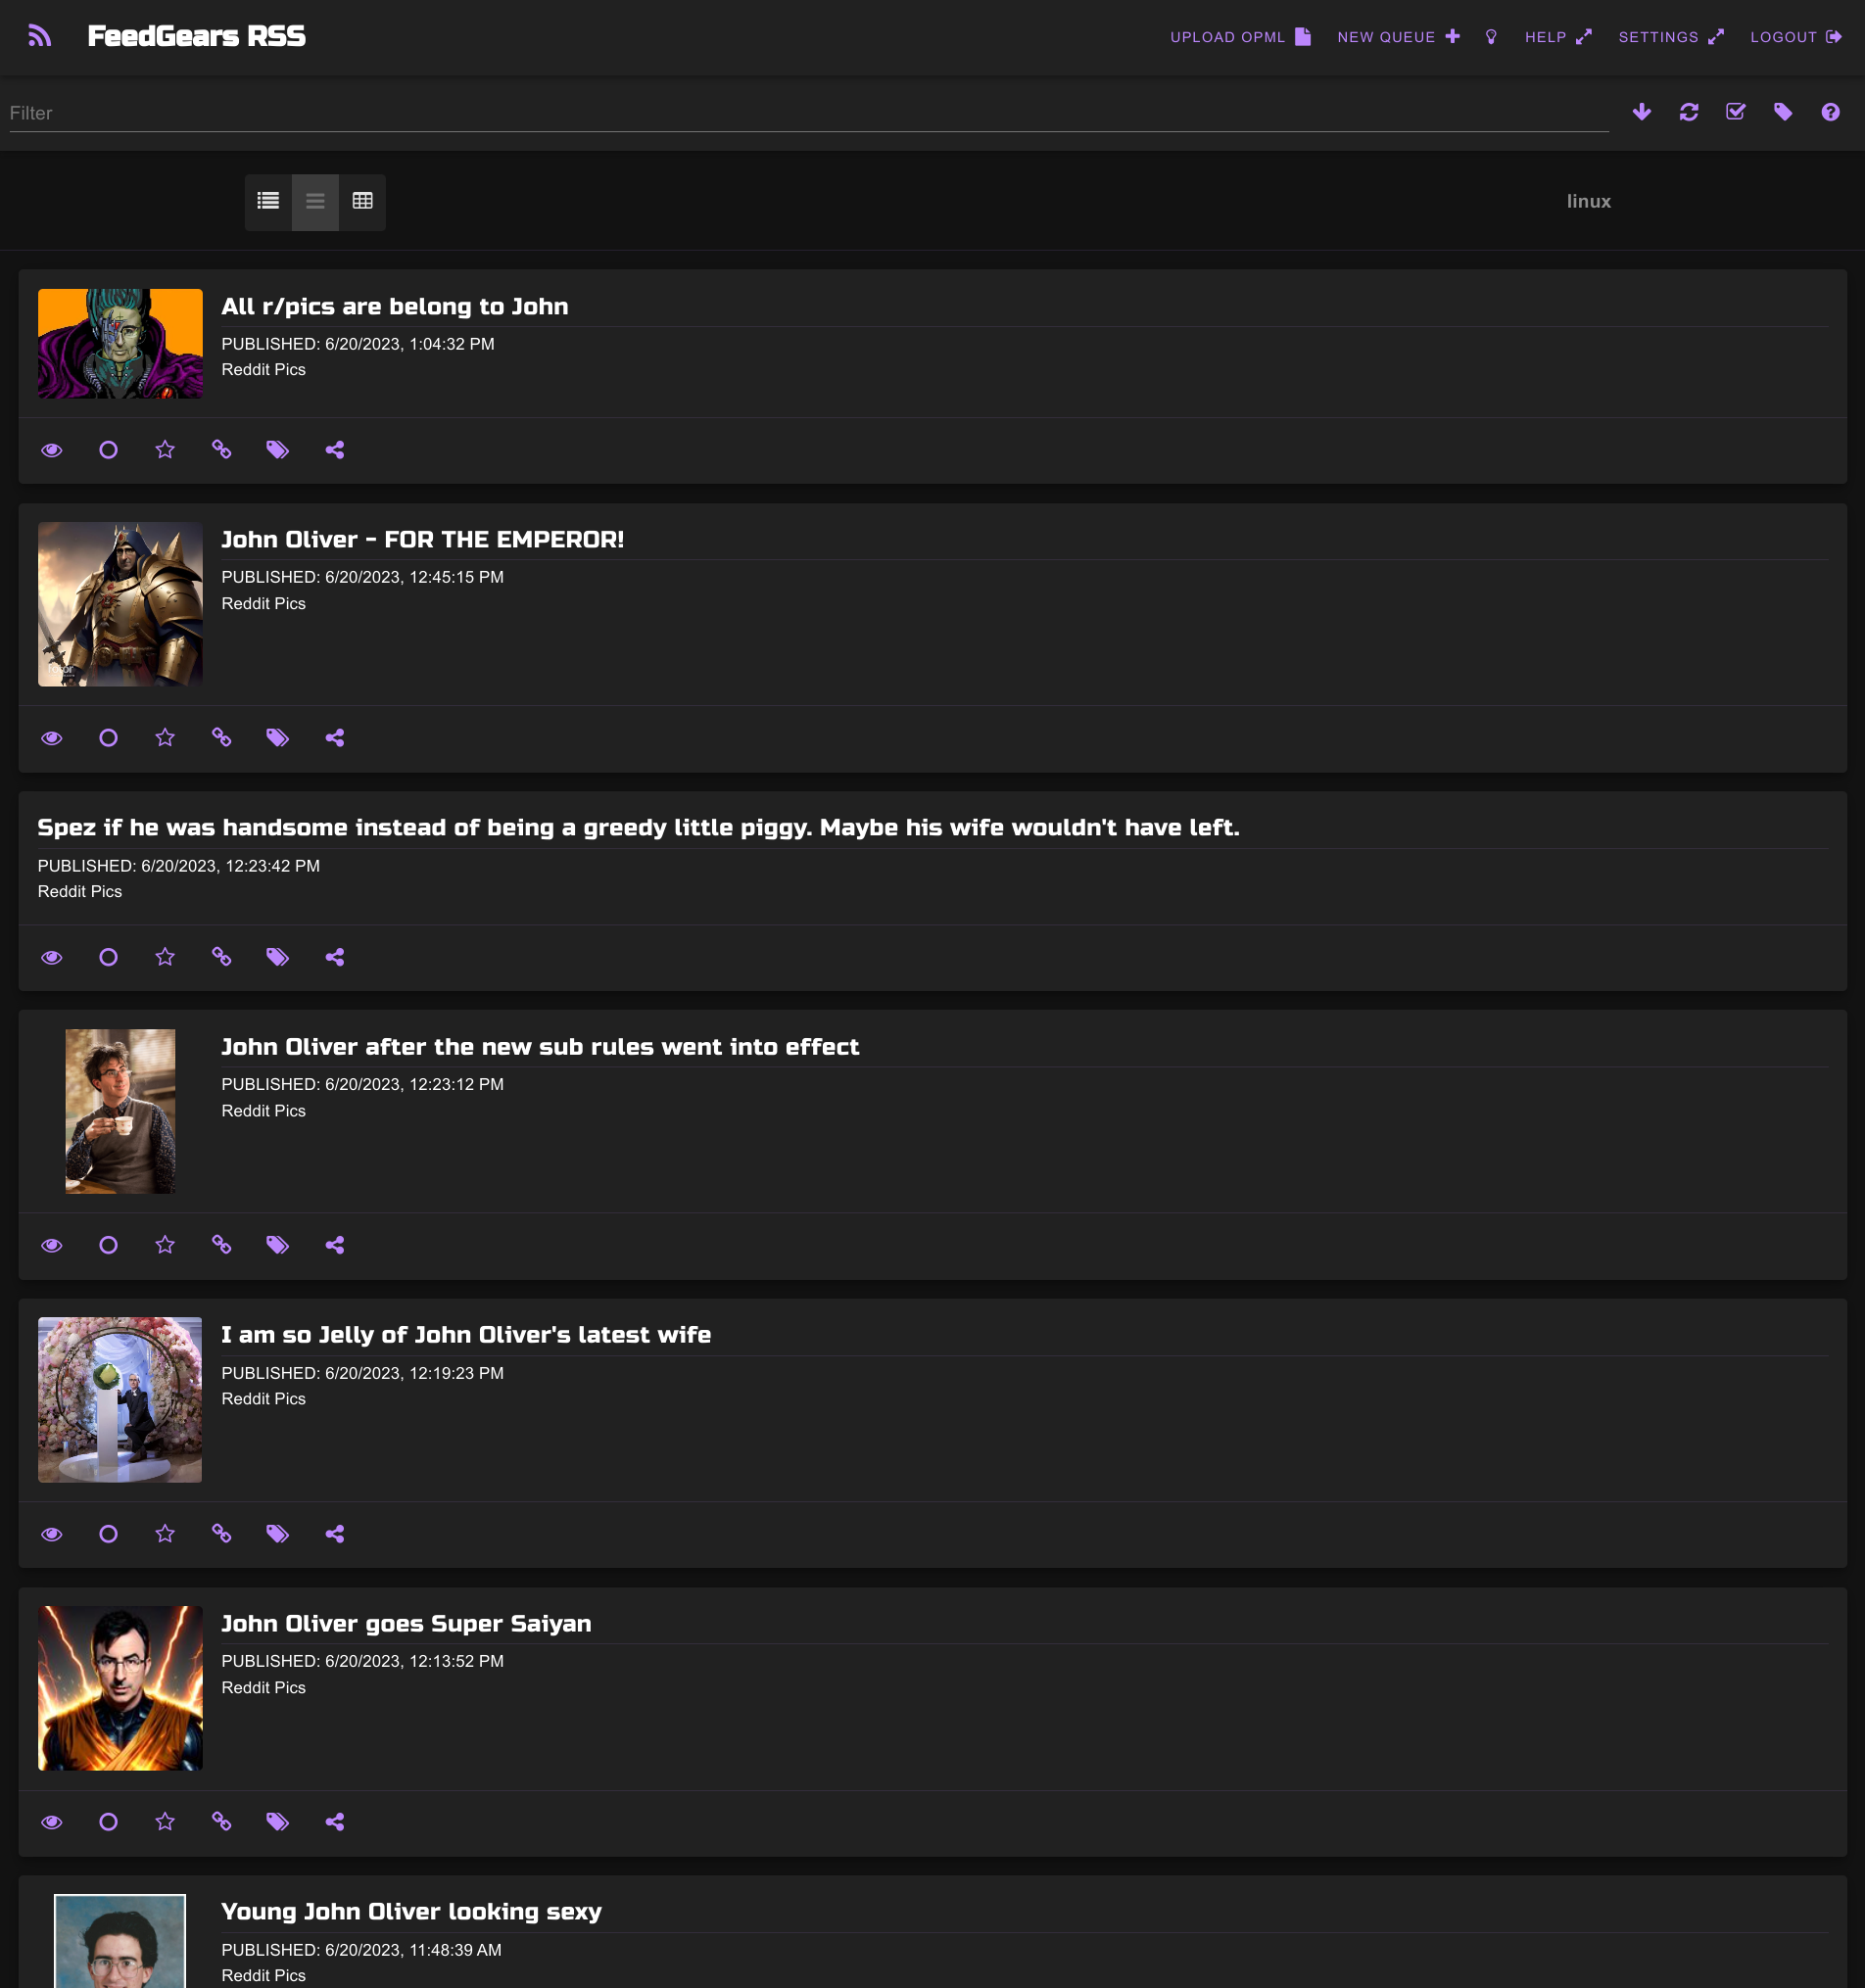 FeedGears RSS
UPLOAD OPML NEW QUEUE HELP SETTINGS LOGOUT
Filter
linux
All r/pics are belong to John
PUBLISHED: 6/20/2023, 1:04:32 PM
Reddit Pics
John Oliver - FOR THE EMPEROR!
PUBLISHED: 6/20/2023, 12:45:15 PM
Reddit Pics
Spez if he was handsome instead of being a greedy little piggy. Maybe his wife wouldn't have left.
PUBLISHED: 6/20/2023, 12:23:42 PM
Reddit Pics
John Oliver after the new sub rules went into effect
PUBLISHED: 6/20/2023, 12:23:12 PM
Reddit Pics
I am so Jelly of John Oliver's latest wife
PUBLISHED: 6/20/2023, 12:19:23 PM
Reddit Pics
John Oliver goes Super Saiyan
PUBLISHED: 6/20/2023, 12:13:52 PM
Reddit Pics
Young John Oliver looking sexy
PUBLISHED: 6/20/2023, 11:48:39 AM
Reddit Pics